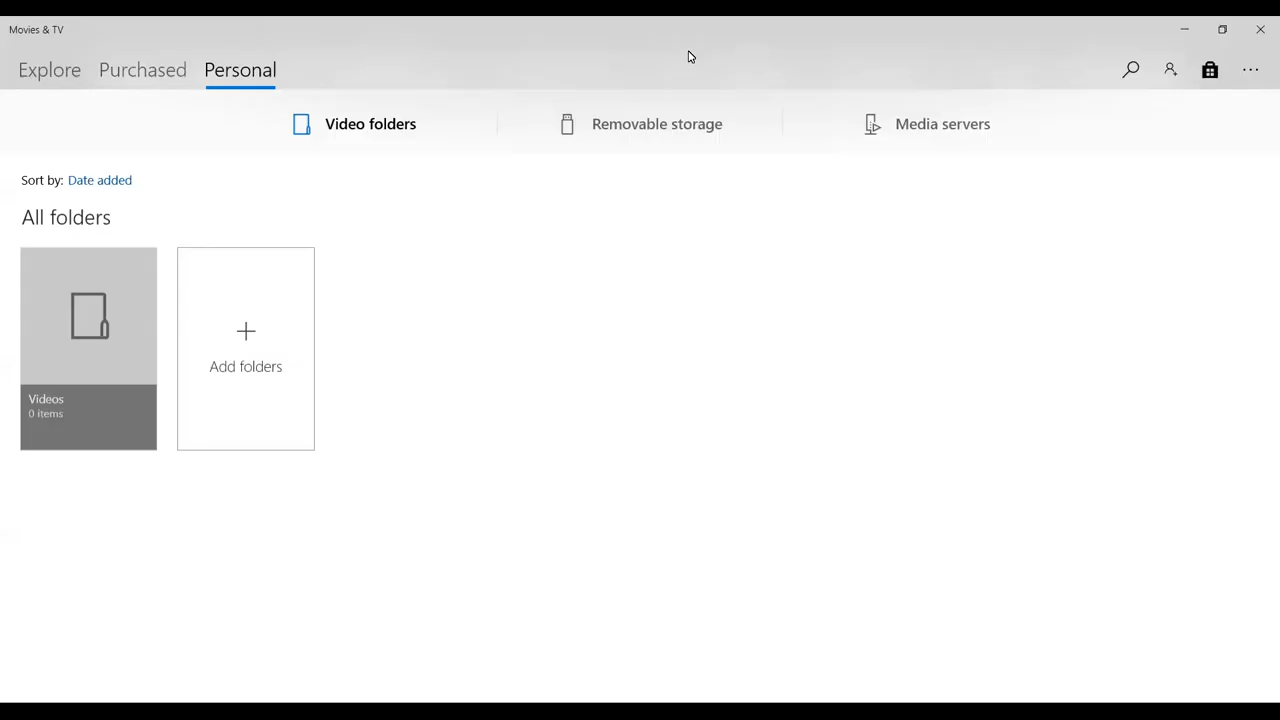 Movies & TV
Explore Purchased Personal
Video folders Removable storage Media servers
Sort by: Date added
All folders
Add folders
Videos
0 items